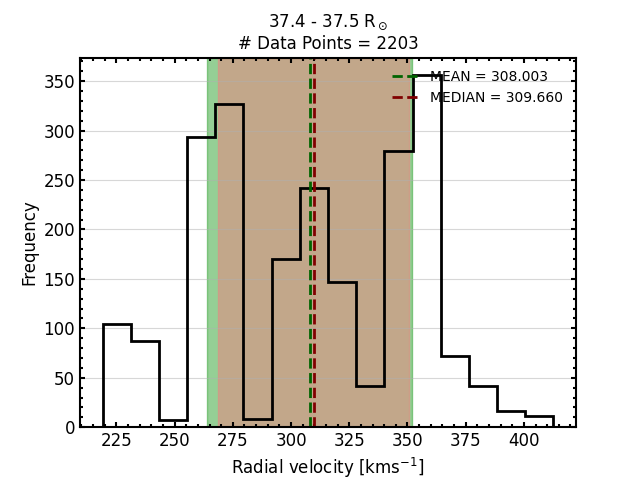 37.4 - 37.5 R⊙
# Data Points = 2203
MEAN = 308.003
MEDIAN = 309.660
Frequency
350
300
250
200
150
100
50
0
225 250 275 300 325 350 375 400
Radial velocity [kms⁻¹]